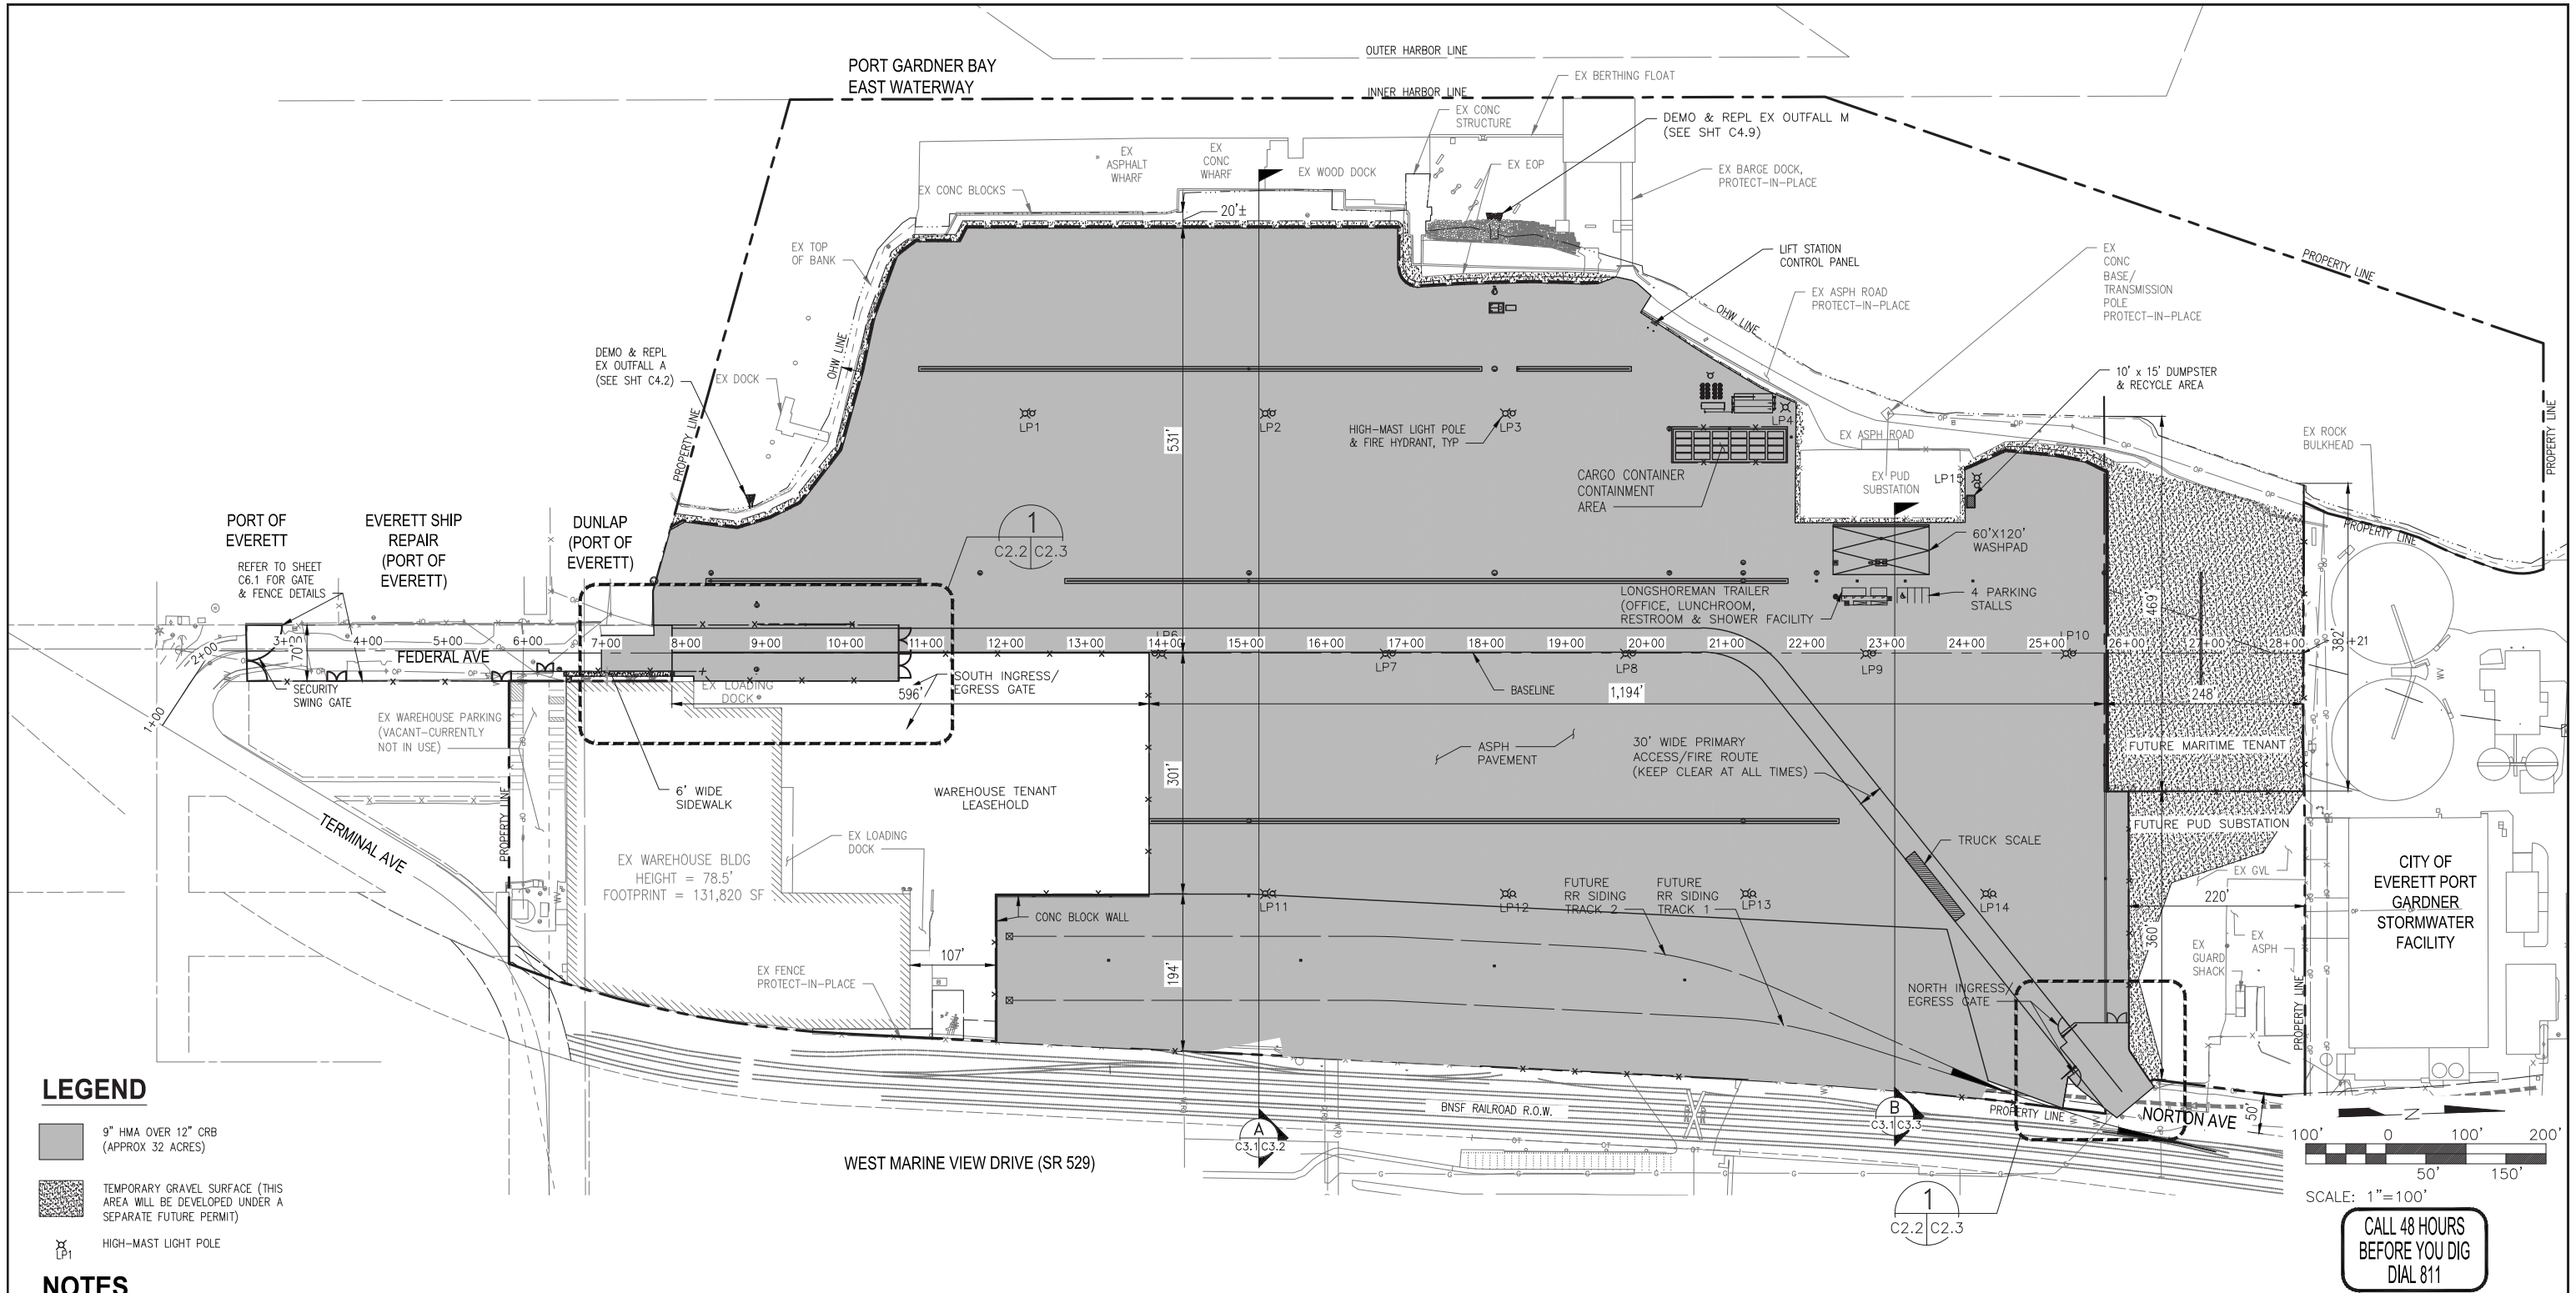 OUTER HARBOR LINE
PORT GARDNER BAY
EAST WATERWAY
INNER HARBOR LINE
EX BERTHING FLOAT
EX CONC
STRUCTURE
DEMO & REPL EX OUTFALL M
(SEE SHT C4.9)
EX
ASPHALT
WHARF
EX
CONC
WHARF
EX WOOD DOCK
EX EOP
EX BARGE DOCK,
PROTECT-IN-PLACE
EX CONC BLOCKS
20'±
EX TOP
OF BANK
LIFT STATION
CONTROL PANEL
EX
CONC
BASE/
TRANSMISSION
POLE
PROTECT-IN-PLACE
PROPERTY LINE
EX ASPH ROAD
PROTECT-IN-PLACE
OHW LINE
OHW LINE
DEMO & REPL
EX OUTFALL A
(SEE SHT C4.2)
EX DOCK
10' x 15' DUMPSTER
& RECYCLE AREA
PROPERTY LINE
PROPERTY LINE
LP1
LP2
LP3
LP4
HIGH-MAST LIGHT POLE
& FIRE HYDRANT, TYP
531'
EX ASPH ROAD
EX ROCK
BULKHEAD
CARGO CONTAINER
CONTAINMENT
AREA
EX PUD
SUBSTATION
LP15
PORT OF
EVERETT
EVERETT SHIP
REPAIR
(PORT OF
EVERETT)
DUNLAP
(PORT OF
EVERETT)
1
C2.2 C2.3
60'X120'
WASHPAD
PROPERTY LINE
REFER TO SHEET
C6.1 FOR GATE
& FENCE DETAILS
LONGSHOREMAN TRAILER
(OFFICE, LUNCHROOM,
RESTROOM & SHOWER FACILITY
4 PARKING
STALLS
469'
382'
1+00
2+00
3+00
4+00
5+00
6+00
7+00
8+00
9+00
10+00
11+00
12+00
13+00
14+00
15+00
16+00
17+00
18+00
19+00
20+00
21+00
22+00
23+00
24+00
25+00
26+00
27+00
28+00
+21
70'
FEDERAL AVE
LP6
LP7
LP8
LP9
LP10
SECURITY
SWING GATE
EX LOADING
DOCK
596'
SOUTH INGRESS/
EGRESS GATE
BASELINE
1,194'
248'
EX WAREHOUSE PARKING
(VACANT-CURRENTLY
NOT IN USE)
ASPH
PAVEMENT
30' WIDE PRIMARY
ACCESS/FIRE ROUTE
(KEEP CLEAR AT ALL TIMES)
FUTURE MARITIME TENANT
301'
6' WIDE
SIDEWALK
WAREHOUSE TENANT
LEASEHOLD
PROPERTY LINE
TERMINAL AVE
EX LOADING
DOCK
FUTURE PUD SUBSTATION
TRUCK SCALE
EX WAREHOUSE BLDG
HEIGHT = 78.5'
FOOTPRINT = 131,820 SF
EX GVL
CITY OF
EVERETT PORT
GARDNER
STORMWATER
FACILITY
FUTURE
RR SIDING
TRACK 2
FUTURE
RR SIDING
TRACK 1
LP11
LP12
LP13
LP14
220'
CONC BLOCK WALL
107'
194'
360'
EX
ASPH
EX
GUARD
SHACK
EX FENCE
PROTECT-IN-PLACE
NORTH INGRESS/
EGRESS GATE
PROPERTY LINE
LEGEND
9" HMA OVER 12" CRB
(APPROX 32 ACRES)
TEMPORARY GRAVEL SURFACE (THIS
AREA WILL BE DEVELOPED UNDER A
SEPARATE FUTURE PERMIT)
LP1
HIGH-MAST LIGHT POLE
NOTES
BNSF RAILROAD R.O.W.
A
C3.1 C3.2
B
C3.1 C3.3
WEST MARINE VIEW DRIVE (SR 529)
PROPERTY LINE
NORTON AVE
50'
1
C2.2 C2.3
N
100' 0 100' 200'
50' 150'
SCALE: 1"=100'
CALL 48 HOURS
BEFORE YOU DIG
DIAL 811